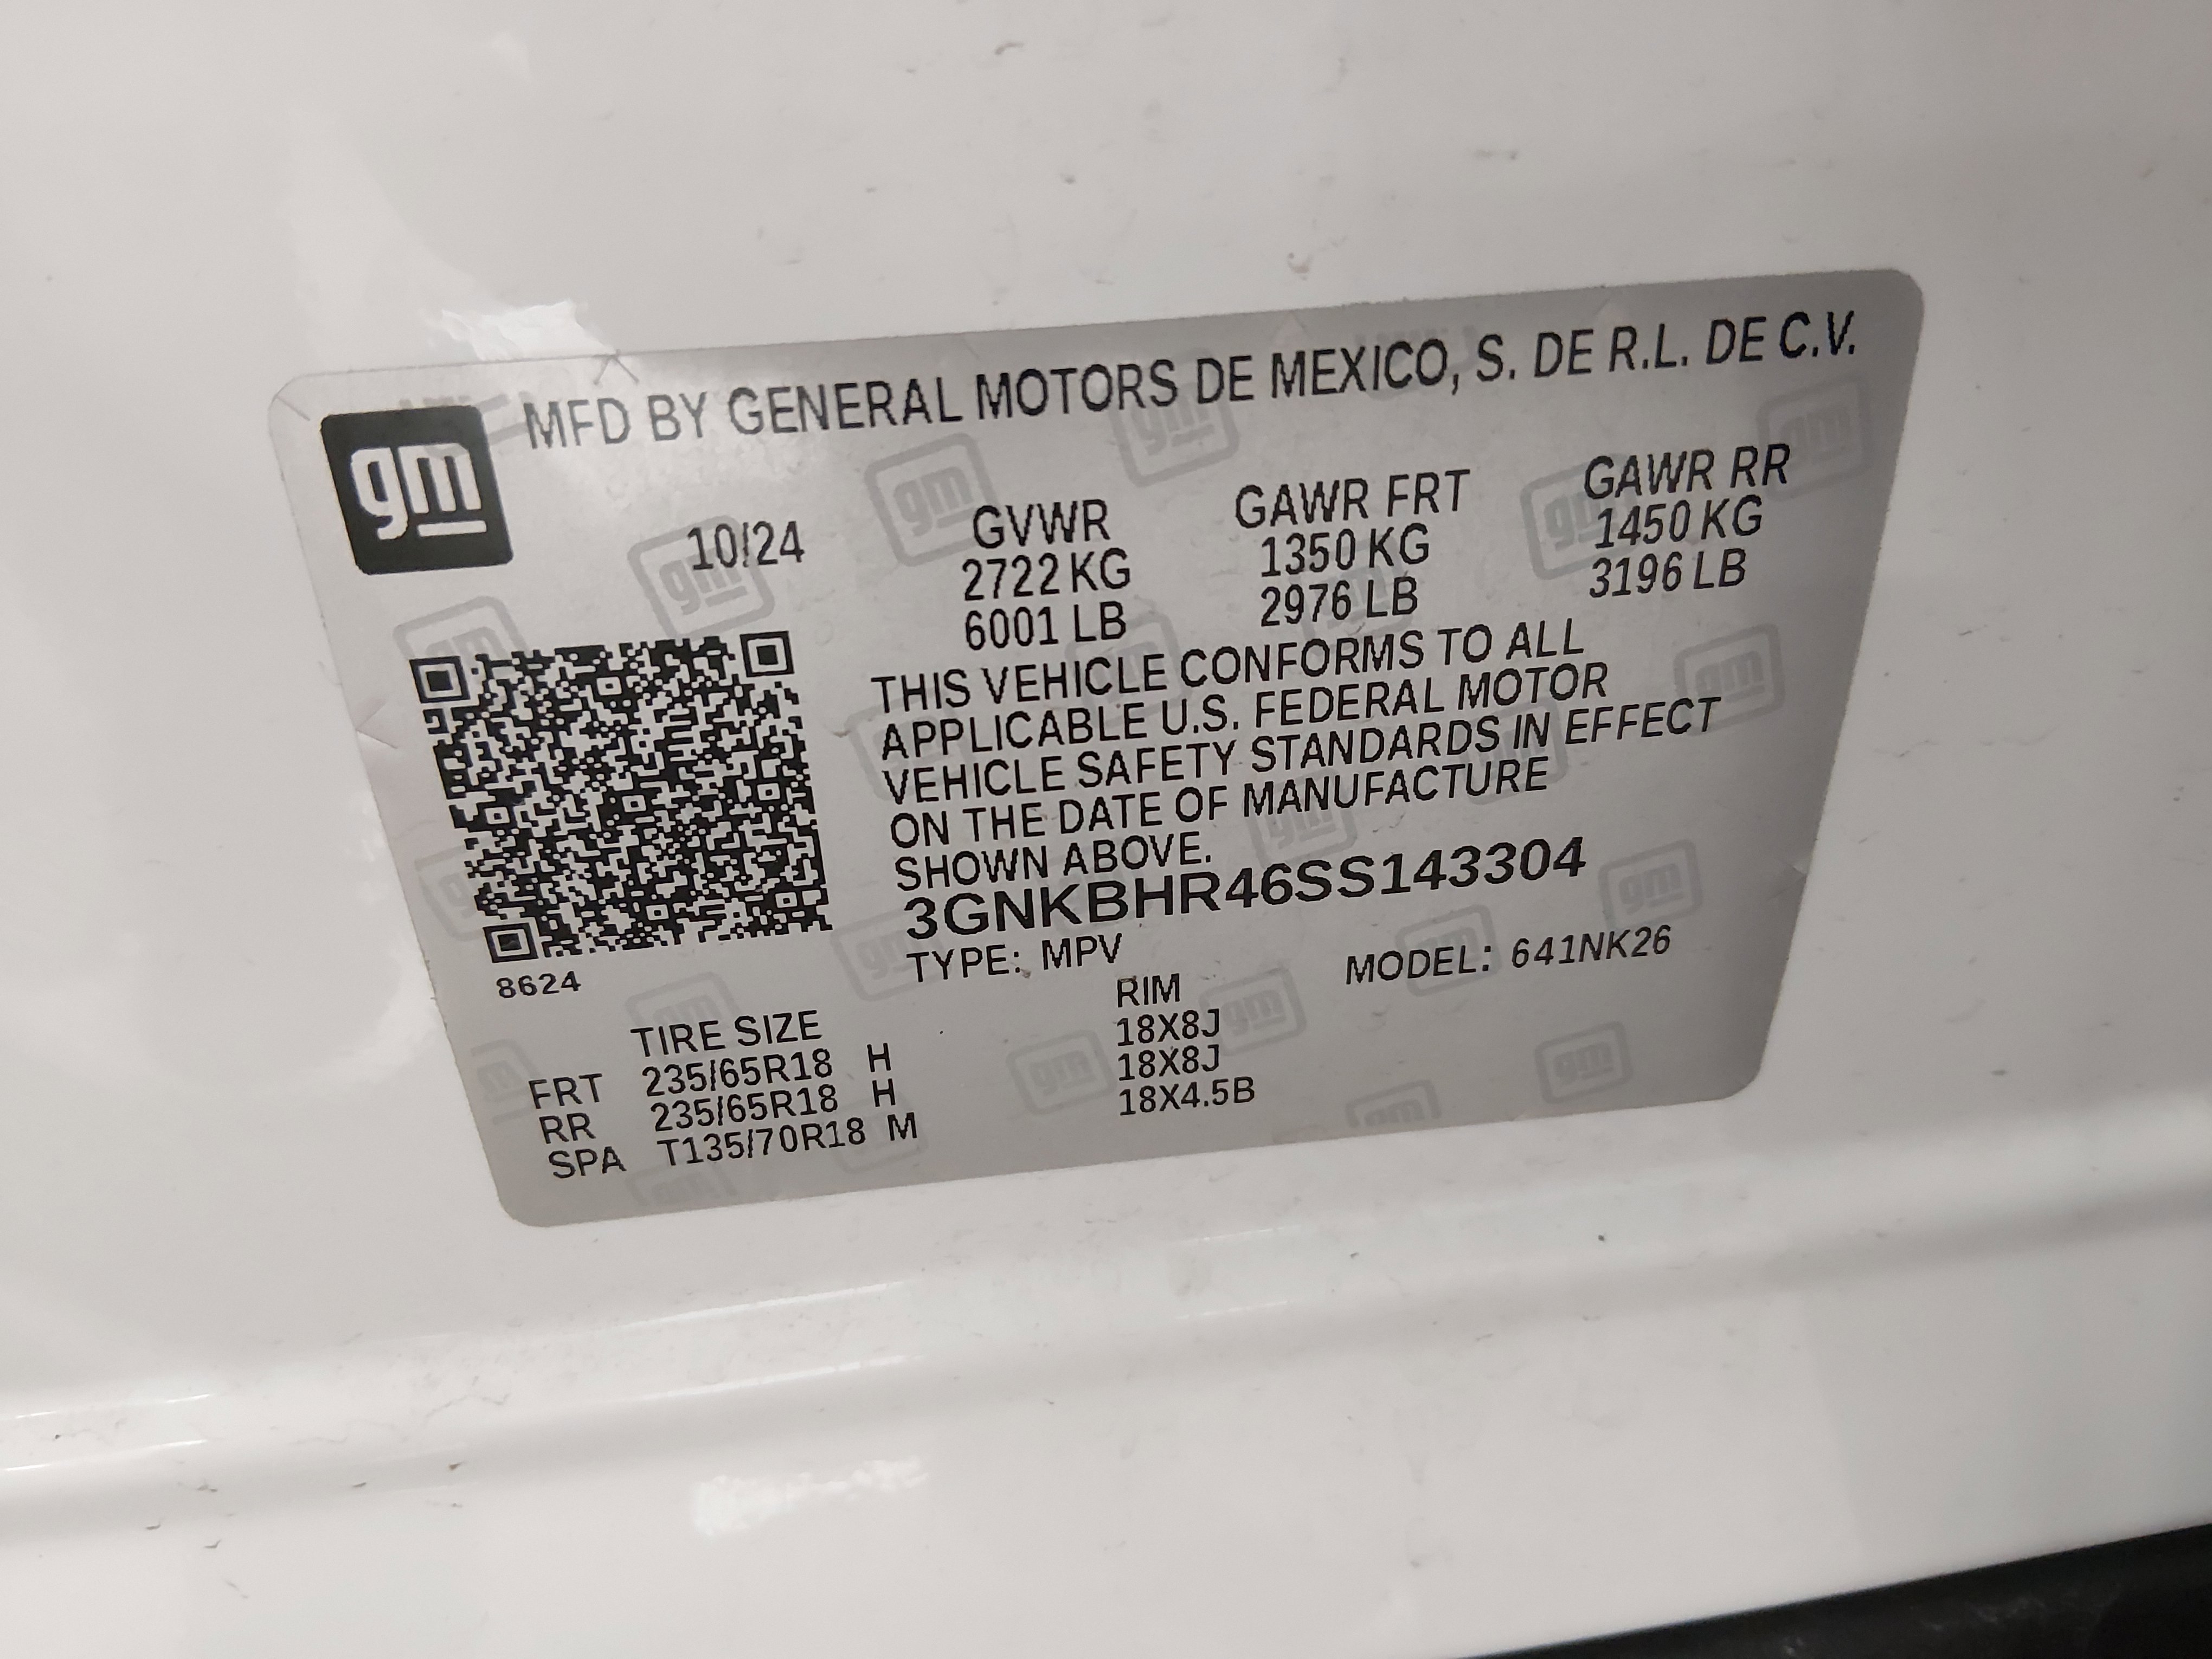 gm MFD BY GENERAL MOTORS DE MEXICO, S. DE R.L. DE C.V.
10/24 GVWR GAWR FRT GAWR RR
2722 KG 1350 KG 1450 KG
6001 LB 2976 LB 3196 LB
THIS VEHICLE CONFORMS TO ALL
APPLICABLE U.S. FEDERAL MOTOR
VEHICLE SAFETY STANDARDS IN EFFECT
ON THE DATE OF MANUFACTURE
SHOWN ABOVE.
3GNKBHR46SS143304
8624 TYPE: MPV MODEL: 641NK26
TIRE SIZE RIM
FRT 235/65R18 H 18X8J
RR 235/65R18 H 18X8J
SPA T135/70R18 M 18X4.5B